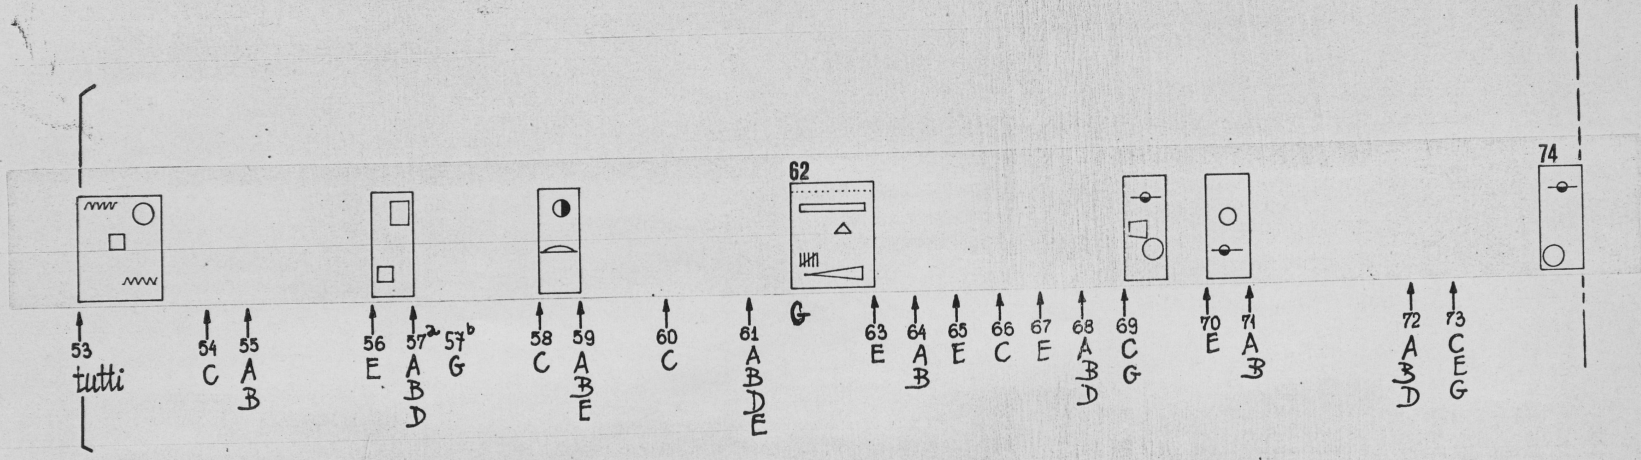 62
74
53 54 55 56 57a 57b 58 59 60 61 G 63 64 65 66 67 68 69 70 71 72 73
tutti C A E A G C A C A E A E C E A C E A A C
B B B B B B G B B E
D E D D D G
E